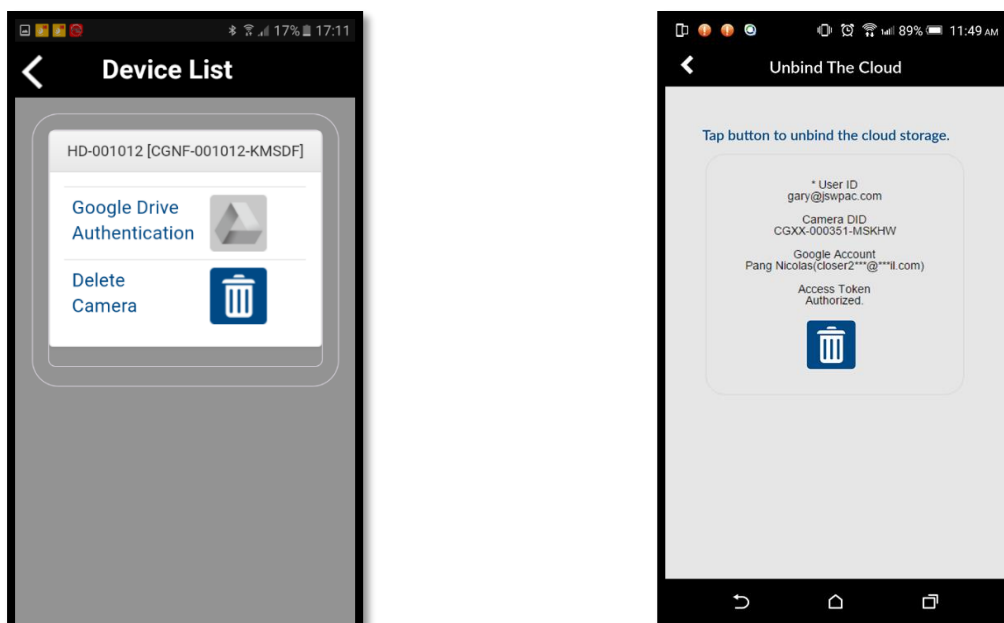 17% 17:11
Device List
HD-001012 [CGNF-001012-KMSDF]
Google Drive
Authentication
Delete
Camera
89% 11:49 AM
Unbind The Cloud
Tap button to unbind the cloud storage.
* User ID
gary@jswpac.com
Camera DID
CGXX-000351-MSKHW
Google Account
Pang Nicolas(closer2***@***il.com)
Access Token
Authorized.